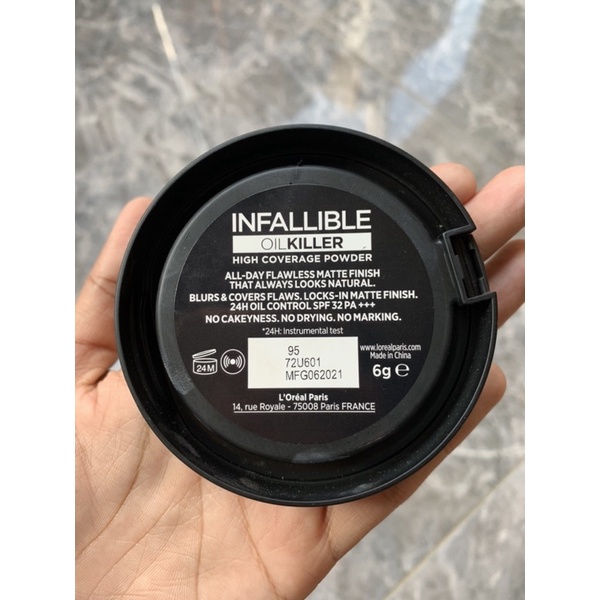 INFALLIBLE
OILKILLER
HIGH COVERAGE POWDER
ALL-DAY FLAWLESS MATTE FINISH
THAT ALWAYS LOOKS NATURAL.
BLURS & COVERS FLAWS. LOCKS-IN MATTE FINISH.
24H OIL CONTROL SPF 32 PA +++
NO CAKEYNESS. NO DRYING. NO MARKING.
*24H: Instrumental test
24M
95
72U601
MFG062021
www.lorealparis.com
Made in China
6g ℮
L'Oréal Paris
14, rue Royale - 75008 Paris FRANCE